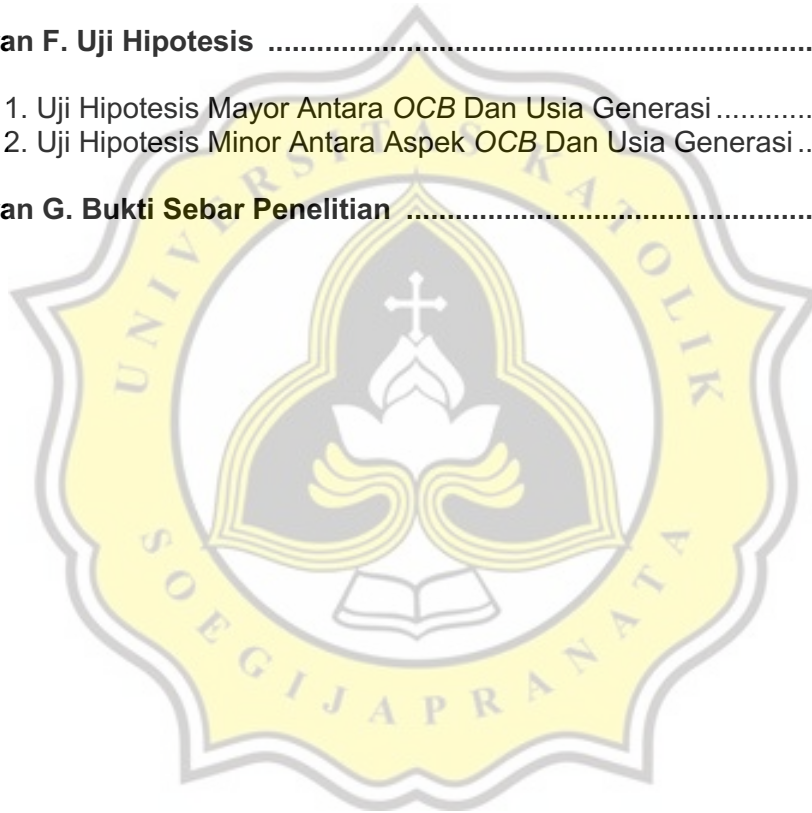 an F. Uji Hipotesis ....................................................................
1. Uji Hipotesis Mayor Antara OCB Dan Usia Generasi ............
2. Uji Hipotesis Minor Antara Aspek OCB Dan Usia Generasi ..
an G. Bukti Sebar Penelitian ..................................................
UNIVERSITAS KATOLIK
SOEGIJAPRANATA